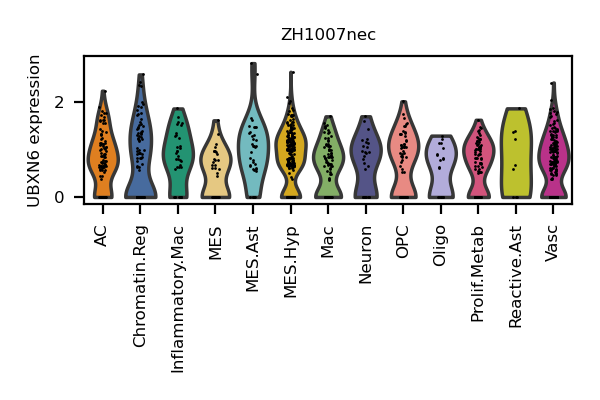 ZH1007nec
UBXN6 expression
2
0
AC
Chromatin.Reg
Inflammatory.Mac
MES
MES.Ast
MES.Hyp
Mac
Neuron
OPC
Oligo
Prolif.Metab
Reactive.Ast
Vasc